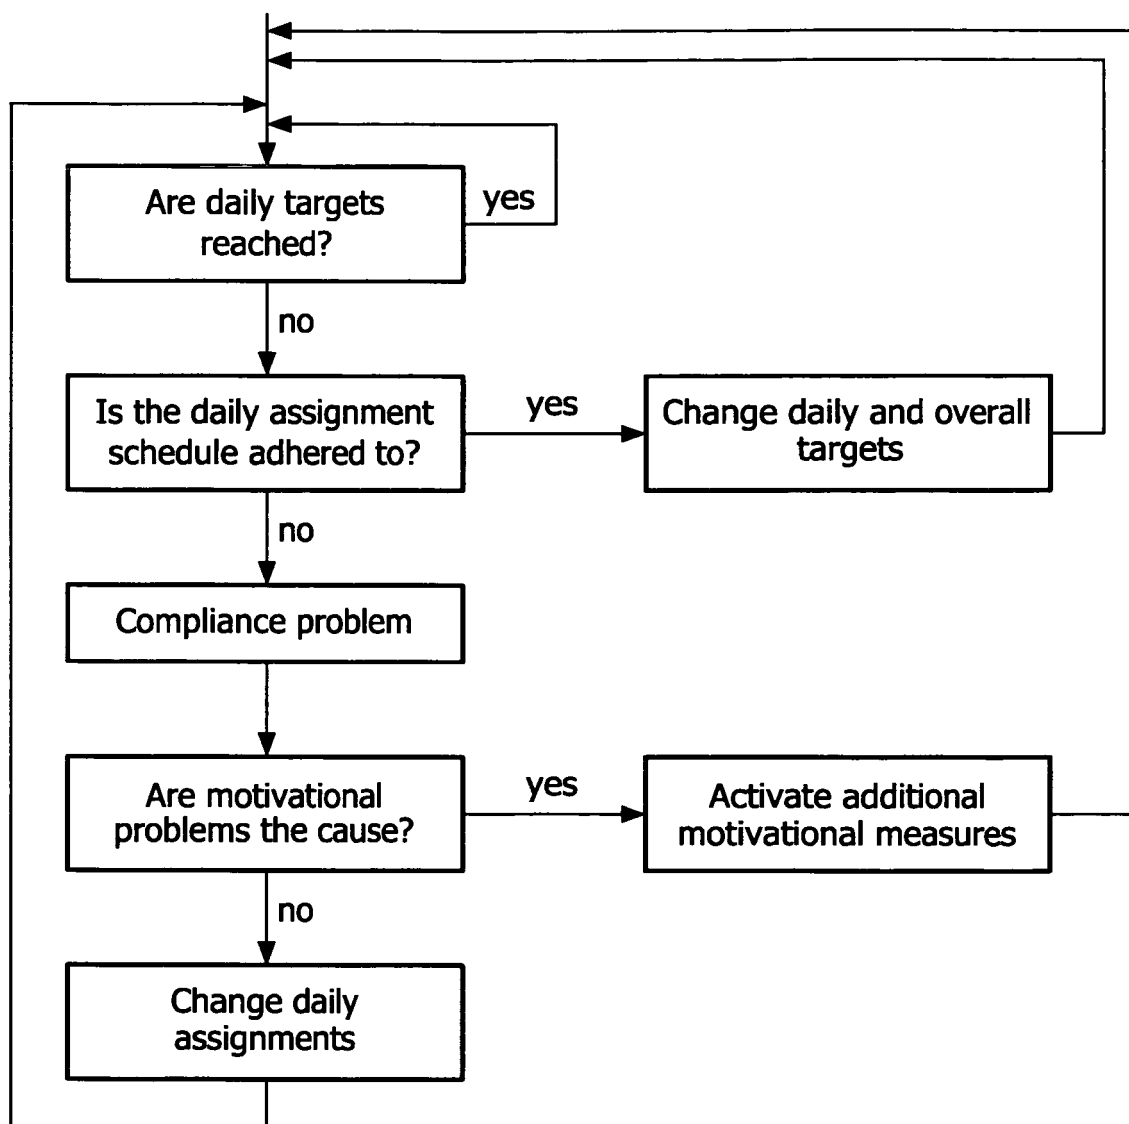 Are daily targets
reached?
yes
no
Is the daily assignment
schedule adhered to?
yes
Change daily and overall
targets
no
Compliance problem
Are motivational
problems the cause?
yes
Activate additional
motivational measures
no
Change daily
assignments